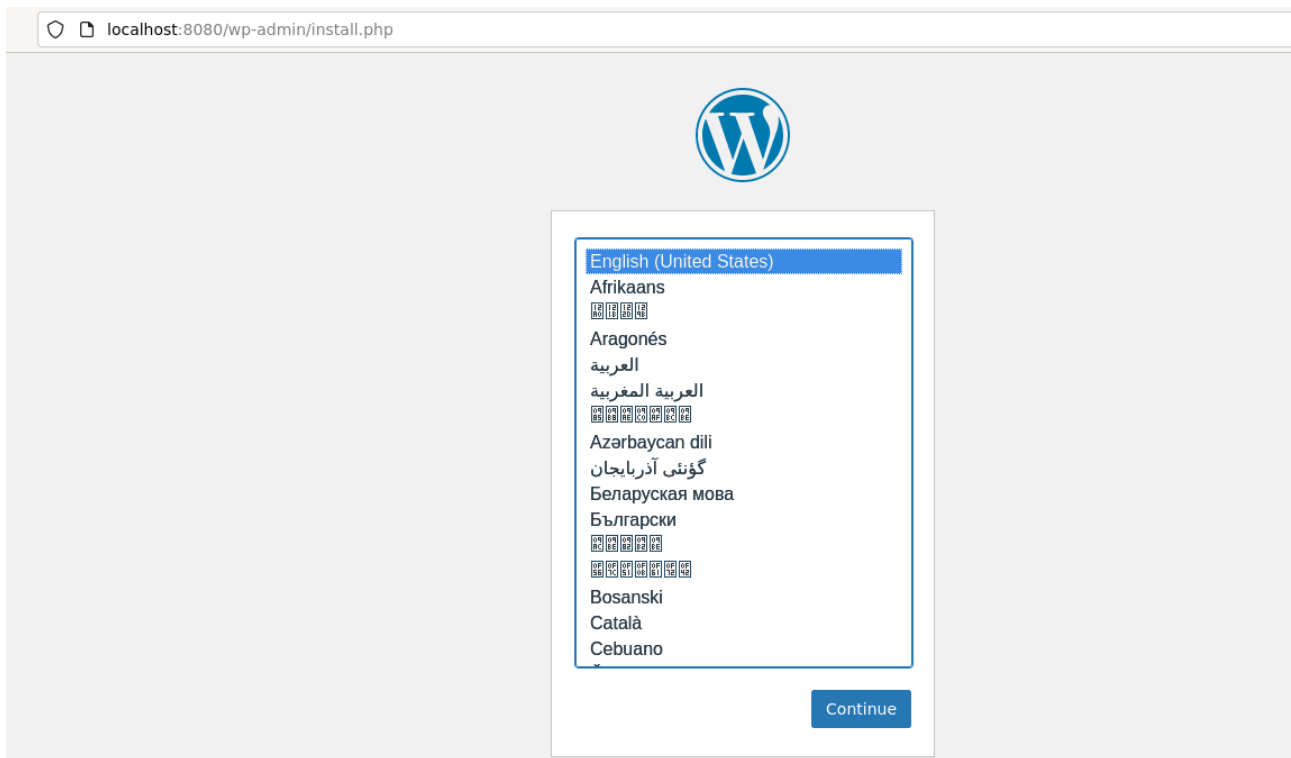 localhost:8080/wp-admin/install.php
English (United States)
Afrikaans
Aragonés
العربية
العربية المغربية
Azərbaycan dili
گؤنئی آذربایجان
Беларуская мова
Български
Bosanski
Català
Cebuano
Continue